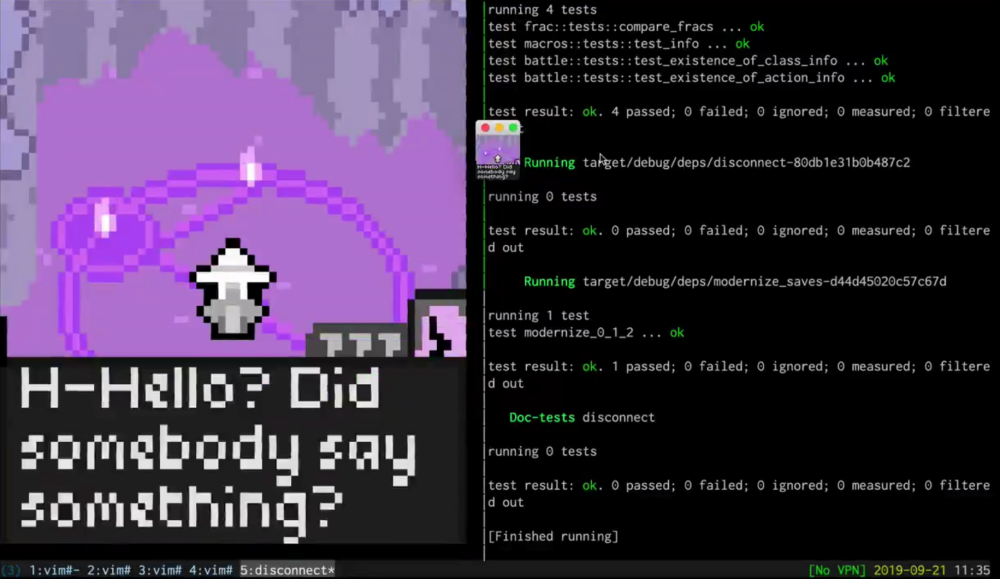 ???
H-Hello? Did
somebody say
something?
running 4 tests
test frac::tests::compare_fracs ... ok
test macros::tests::test_info ... ok
test battle::tests::test_existence_of_class_info ... ok
test battle::tests::test_existence_of_action_info ... ok
test result: ok. 4 passed; 0 failed; 0 ignored; 0 measured; 0 filtere
H-Hello? Did
somebody say
something?
Running target/debug/deps/disconnect-80db1e31b0b487c2
running 0 tests
test result: ok. 0 passed; 0 failed; 0 ignored; 0 measured; 0 filtere
d out
Running target/debug/deps/modernize_saves-d44d45020c57c67d
running 1 test
test modernize_0_1_2 ... ok
test result: ok. 1 passed; 0 failed; 0 ignored; 0 measured; 0 filtere
d out
Doc-tests disconnect
running 0 tests
test result: ok. 0 passed; 0 failed; 0 ignored; 0 measured; 0 filtere
d out
[Finished running]
(3) 1:vim#- 2:vim# 3:vim# 4:vim# 5:disconnect* [No VPN] 2019-09-21 11:35